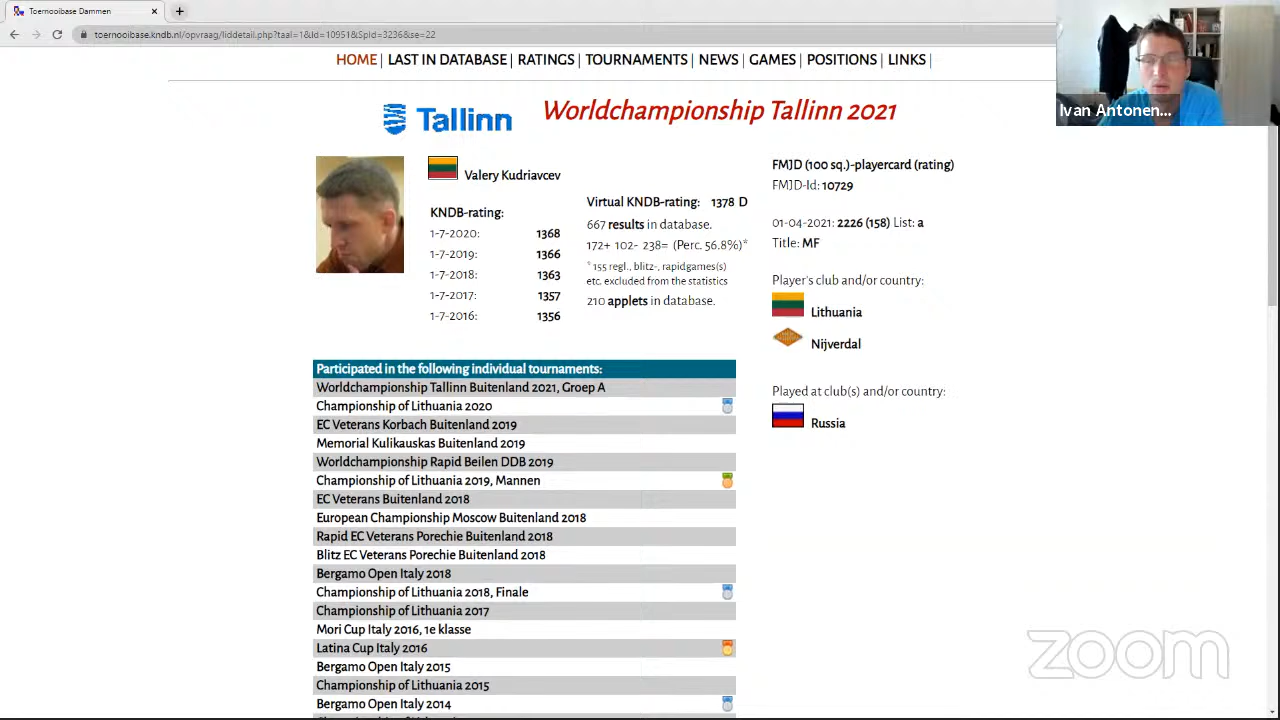 Toernooibase Dammen
toernooibase.kndb.nl/opvraag/liddetail.php?taal=1&Id=10951&Spid=3236&se=22
HOME | LAST IN DATABASE | RATINGS | TOURNAMENTS | NEWS | GAMES | POSITIONS | LINKS |
Tallinn Worldchampionship Tallinn 2021
Ivan Antonen...
Valery Kudriavcev
KNDB-rating:
1-7-2020: 1368
1-7-2019: 1366
1-7-2018: 1363
1-7-2017: 1357
1-7-2016: 1356
Virtual KNDB-rating: 1378 D
667 results in database.
172+ 102- 238= (Perc. 56.8%)*
* 155 regl., blitz-, rapidgames(s)
etc. excluded from the statistics
210 applets in database.
FMJD (100 sq.)-playercard (rating)
FMJD-Id: 10729
01-04-2021: 2226 (158) List: a
Title: MF
Player's club and/or country:
Lithuania
Nijverdal
Played at club(s) and/or country:
Russia
Participated in the following individual tournaments:
Worldchampionship Tallinn Buitenland 2021, Groep A
Championship of Lithuania 2020
EC Veterans Korbach Buitenland 2019
Memorial Kulikauskas Buitenland 2019
Worldchampionship Rapid Beilen DDB 2019
Championship of Lithuania 2019, Mannen
EC Veterans Buitenland 2018
European Championship Moscow Buitenland 2018
Rapid EC Veterans Porechie Buitenland 2018
Blitz EC Veterans Porechie Buitenland 2018
Bergamo Open Italy 2018
Championship of Lithuania 2018, Finale
Championship of Lithuania 2017
Mori Cup Italy 2016, 1e klasse
Latina Cup Italy 2016
Bergamo Open Italy 2015
Championship of Lithuania 2015
Bergamo Open Italy 2014
zoom